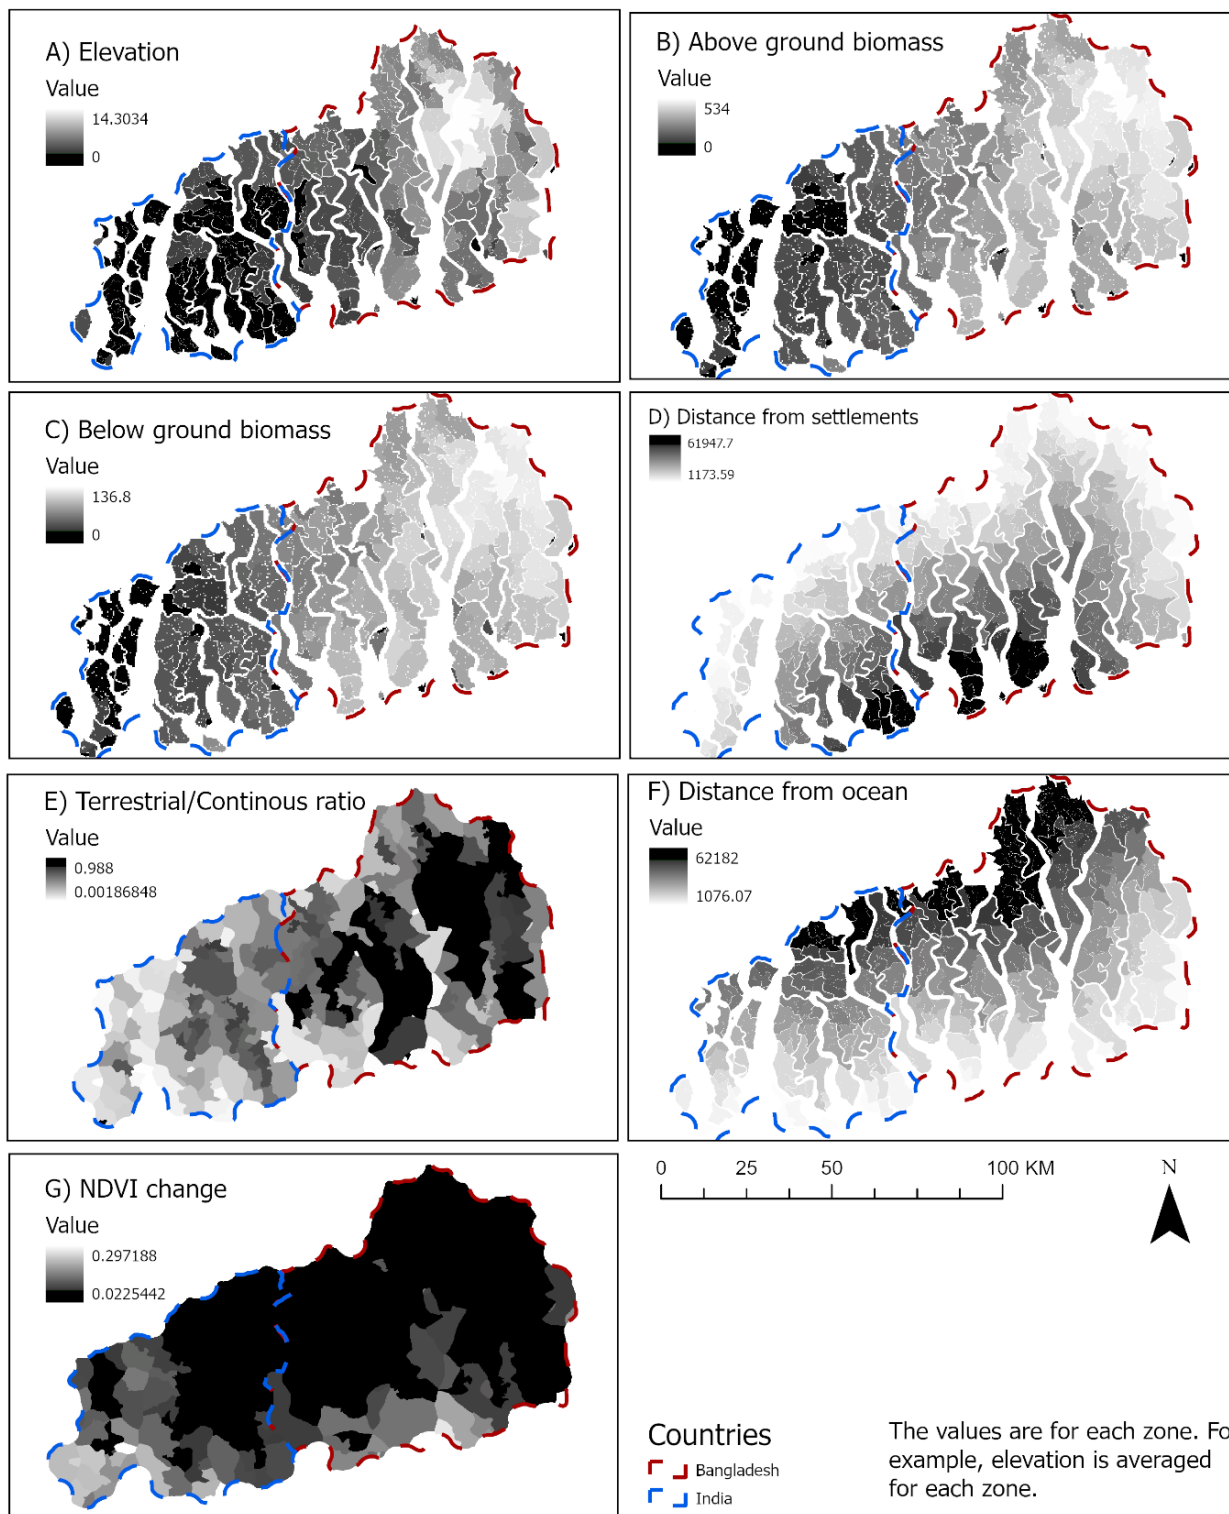 A) Elevation
Value
14.3034
0
B) Above ground biomass
Value
534
0
C) Below ground biomass
Value
136.8
0
D) Distance from settlements
61947.7
1173.59
E) Terrestrial/Continous ratio
Value
0.988
0.00186848
F) Distance from ocean
Value
62182
1076.07
G) NDVI change
Value
0.297188
0.0225442
0 25 50 100 KM
N
Countries
Bangladesh
India
The values are for each zone. Fo
example, elevation is averaged
for each zone.